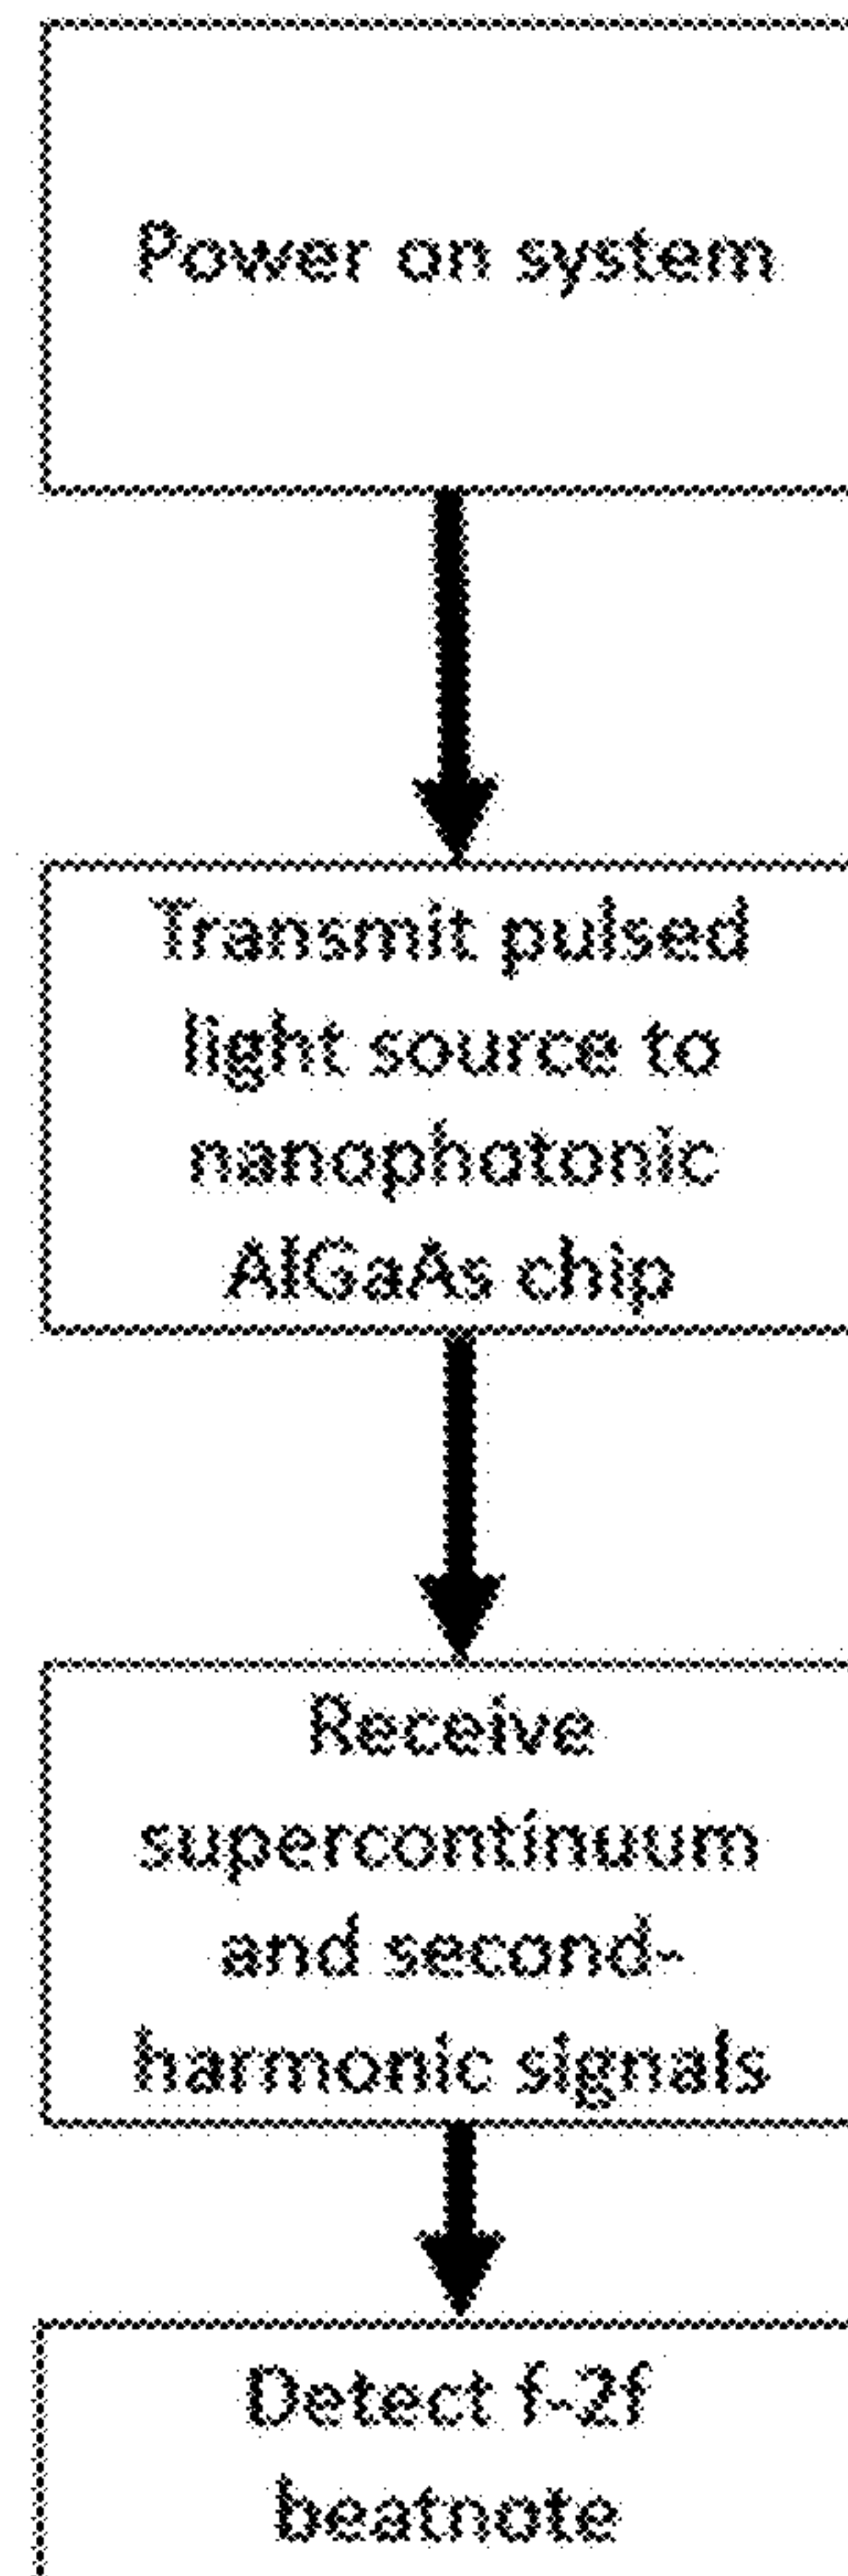 Power on system
Transmit pulsed
light source to
nanophotonic
AlGaAs chip
Receive
supercontinuum
and second-
harmonic signals
Detect f-2f
beatnote